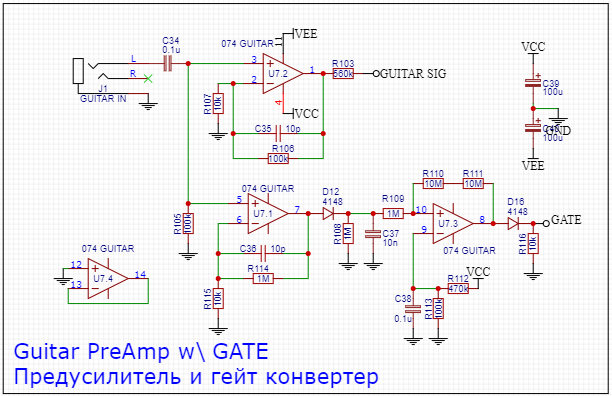 C34
0.1u
074 GUITAR
11
VEE
L
R
J1
GUITAR IN
3
2
U7.2
1
4
VCC
R103
680k
GUITAR SIG
R107
10k
C35
10p
R106
100k
VCC
C39
100u
GND
100u
VEE
074 GUITAR
5
6
U7.1
7
R105
100k
C36
10p
R114
1M
R115
10k
D12
4148
R108
1M
C37
10n
R109
1M
R110
10M
R111
10M
10
9
U7.3
8
074 GUITAR
D16
4148
GATE
R116
10k
C38
0.1u
R113
100k
R112
470k
VCC
074 GUITAR
12
13
U7.4
14
Guitar PreAmp w\ GATE
Предусилитель и гейт конвертер